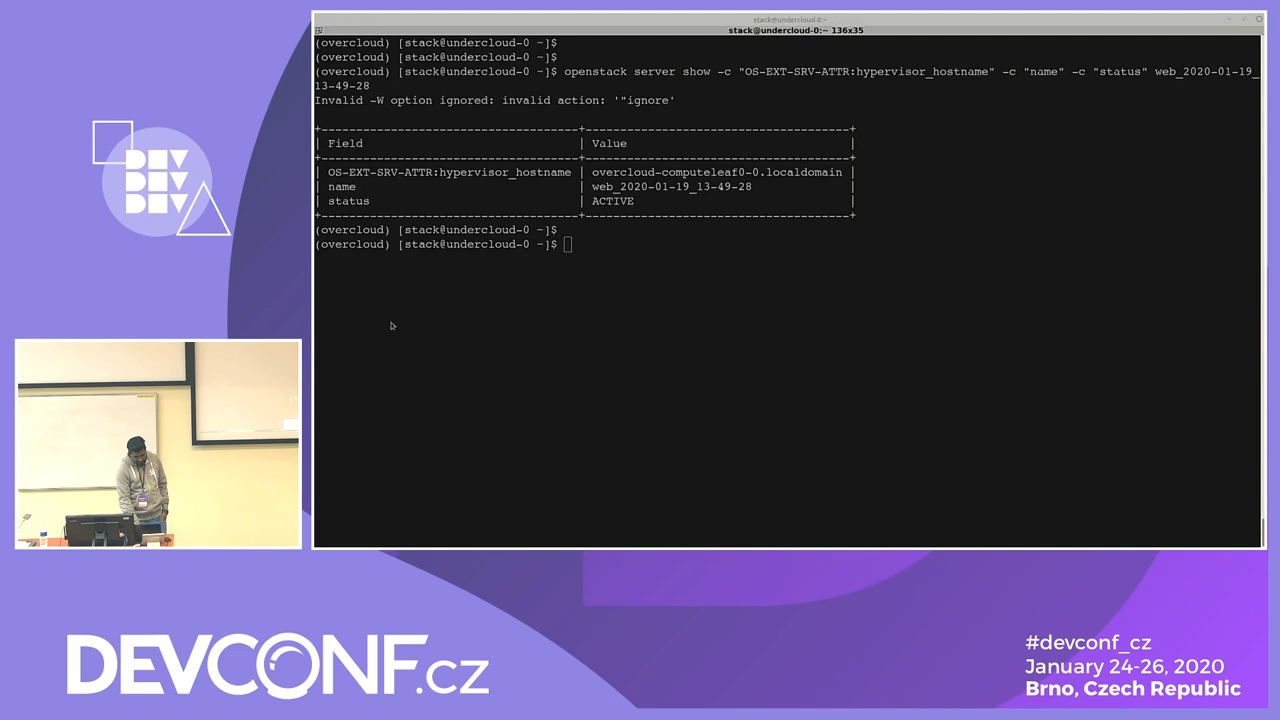 stack@undercloud-0:~
stack@undercloud-0:~ 136x35
(overcloud) [stack@undercloud-0 ~]$
(overcloud) [stack@undercloud-0 ~]$
(overcloud) [stack@undercloud-0 ~]$ openstack server show -c "OS-EXT-SRV-ATTR:hypervisor_hostname" -c "name" -c "status" web_2020-01-19_
13-49-28
Invalid -W option ignored: invalid action: '"ignore'
+------------------------------------+--------------------------------------+
| Field | Value |
+------------------------------------+--------------------------------------+
| OS-EXT-SRV-ATTR:hypervisor_hostname | overcloud-computeleaf0-0.localdomain |
| name | web_2020-01-19_13-49-28 |
| status | ACTIVE |
+------------------------------------+--------------------------------------+
(overcloud) [stack@undercloud-0 ~]$
(overcloud) [stack@undercloud-0 ~]$
DEV
DEV
DEV
DEVCONF.cz
#devconf_cz
January 24-26, 2020
Brno, Czech Republic